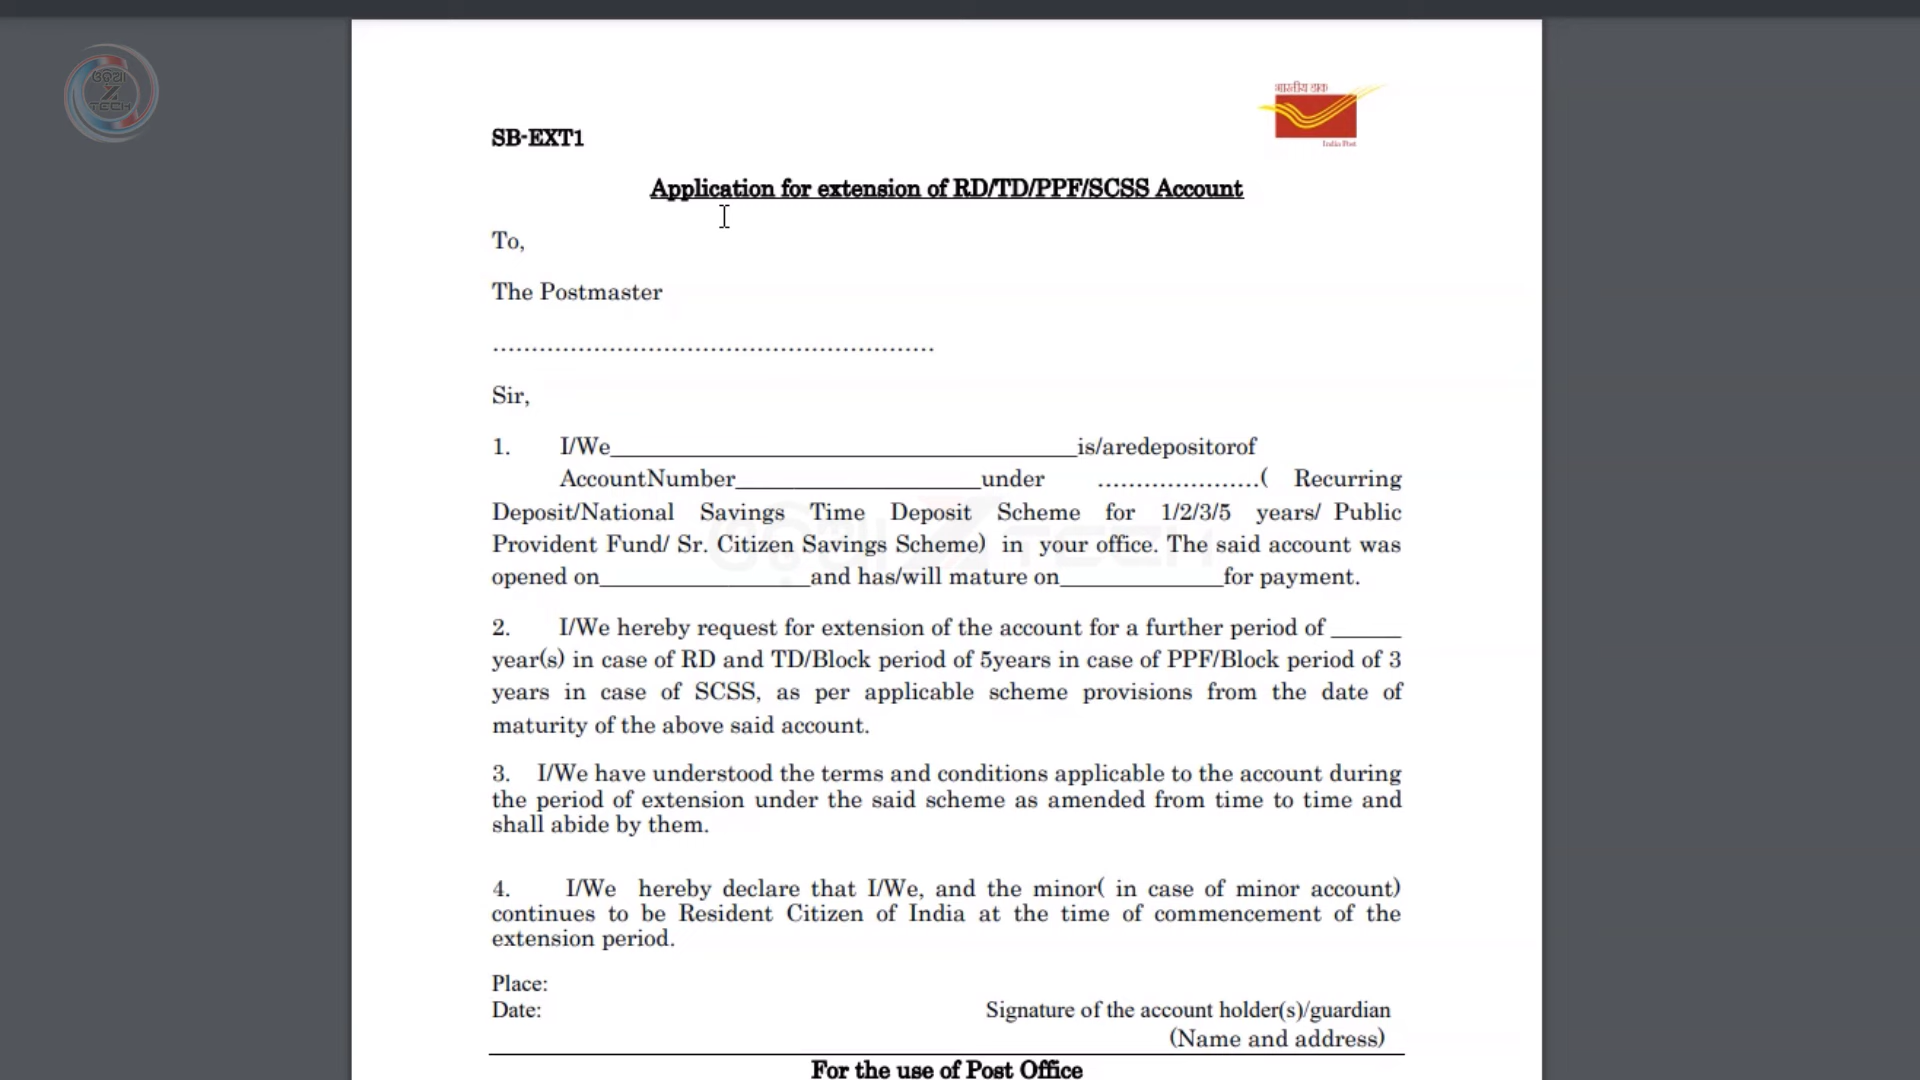 ଓଡ଼ିଆ
Z
TECH
भारतीय डाक
India Post
SB-EXT1
Application for extension of RD/TD/PPF/SCSS Account
To,
The Postmaster
.........................................................
Sir,
1. I/We____________________________________is/aredepositorof
AccountNumber___________________under .....................( Recurring
Deposit/National Savings Time Deposit Scheme for 1/2/3/5 years/ Public
Provident Fund/ Sr. Citizen Savings Scheme) in your office. The said account was
opened on________________and has/will mature on_____________for payment.
2. I/We hereby request for extension of the account for a further period of ______
year(s) in case of RD and TD/Block period of 5years in case of PPF/Block period of 3
years in case of SCSS, as per applicable scheme provisions from the date of
maturity of the above said account.
3. I/We have understood the terms and conditions applicable to the account during
the period of extension under the said scheme as amended from time to time and
shall abide by them.
4. I/We hereby declare that I/We, and the minor( in case of minor account)
continues to be Resident Citizen of India at the time of commencement of the
extension period.
Place:
Date:
Signature of the account holder(s)/guardian
(Name and address)
For the use of Post Office